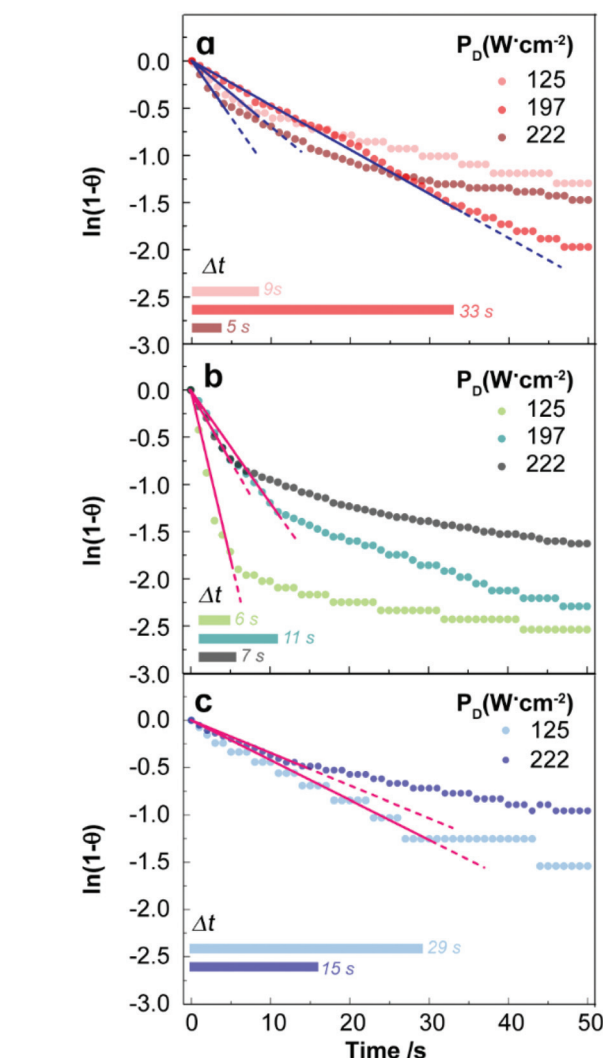 a
P_D(W·cm⁻²)
125
197
222
0.0
-0.5
-1.0
-1.5
-2.0
-2.5
-3.0
ln(1-θ)
Δt
9s
33 s
5 s
b
P_D(W·cm⁻²)
125
197
222
0.0
-0.5
-1.0
-1.5
-2.0
-2.5
-3.0
ln(1-θ)
Δt
6 s
11 s
7 s
c
P_D(W·cm⁻²)
125
222
0.0
-0.5
-1.0
-1.5
-2.0
-2.5
-3.0
ln(1-θ)
Δt
29 s
15 s
0 10 20 30 40 50
Time /s